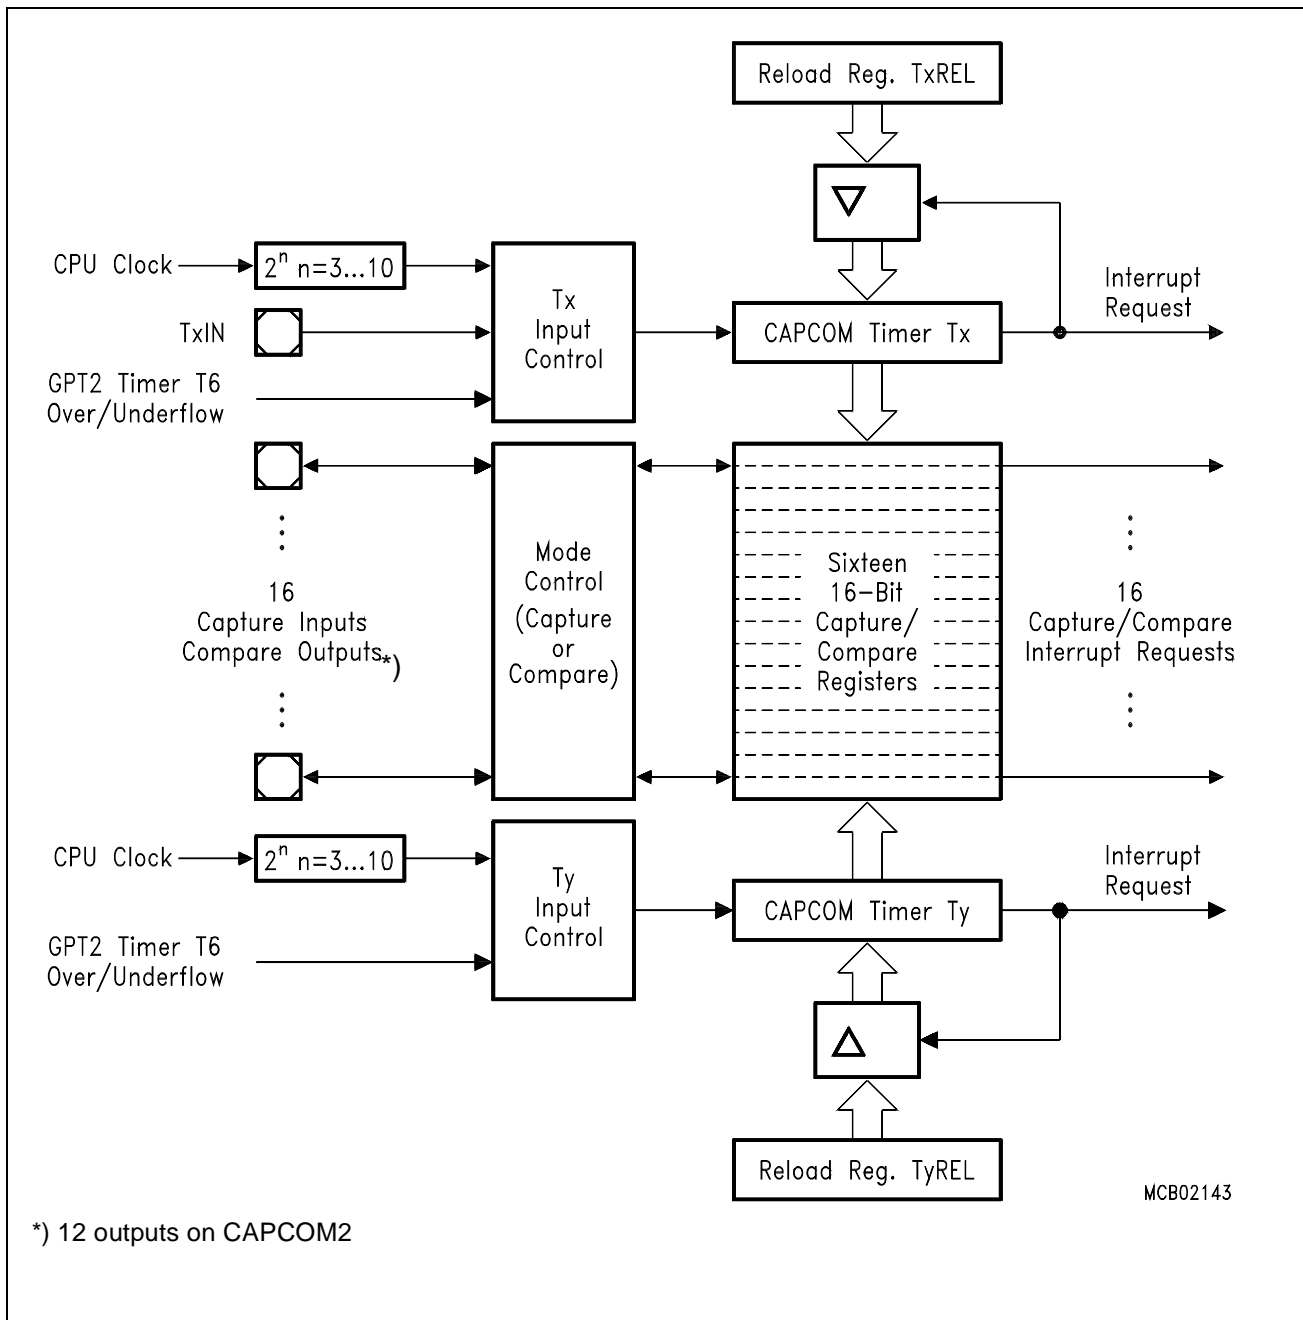 Reload Reg. TxREL
CPU Clock
2^n n=3...10
TxIN
GPT2 Timer T6
Over/Underflow
Tx
Input
Control
CAPCOM Timer Tx
Interrupt
Request
16
Capture Inputs
Compare Outputs*)
Mode
Control
(Capture
or
Compare)
Sixteen
16-Bit
Capture/
Compare
Registers
16
Capture/Compare
Interrupt Requests
CPU Clock
2^n n=3...10
GPT2 Timer T6
Over/Underflow
Ty
Input
Control
CAPCOM Timer Ty
Interrupt
Request
Reload Reg. TyREL
MCB02143
*) 12 outputs on CAPCOM2